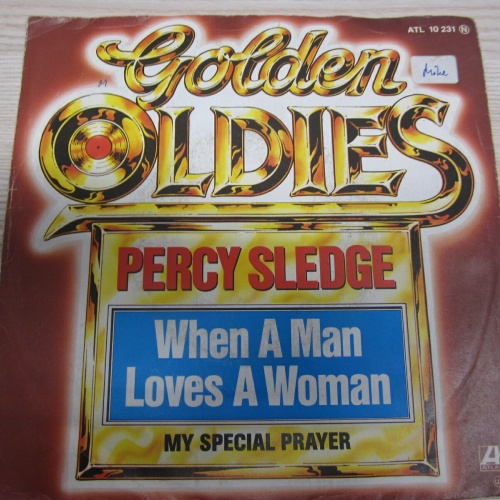 ATL 10 231 N
Golden
OLDIES
Mike
PERCY SLEDGE
When A Man
Loves A Woman
MY SPECIAL PRAYER